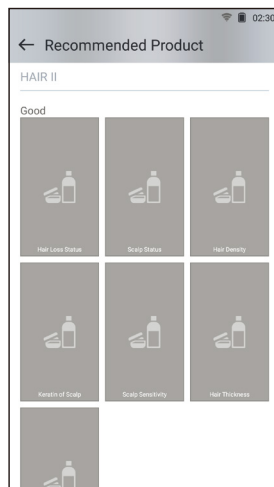 02:30
← Recommended Product
HAIR II
Good
Hair Loss Status Scalp Status Hair Density
Keratin of Scalp Scalp Sensitivity Hair Thickness